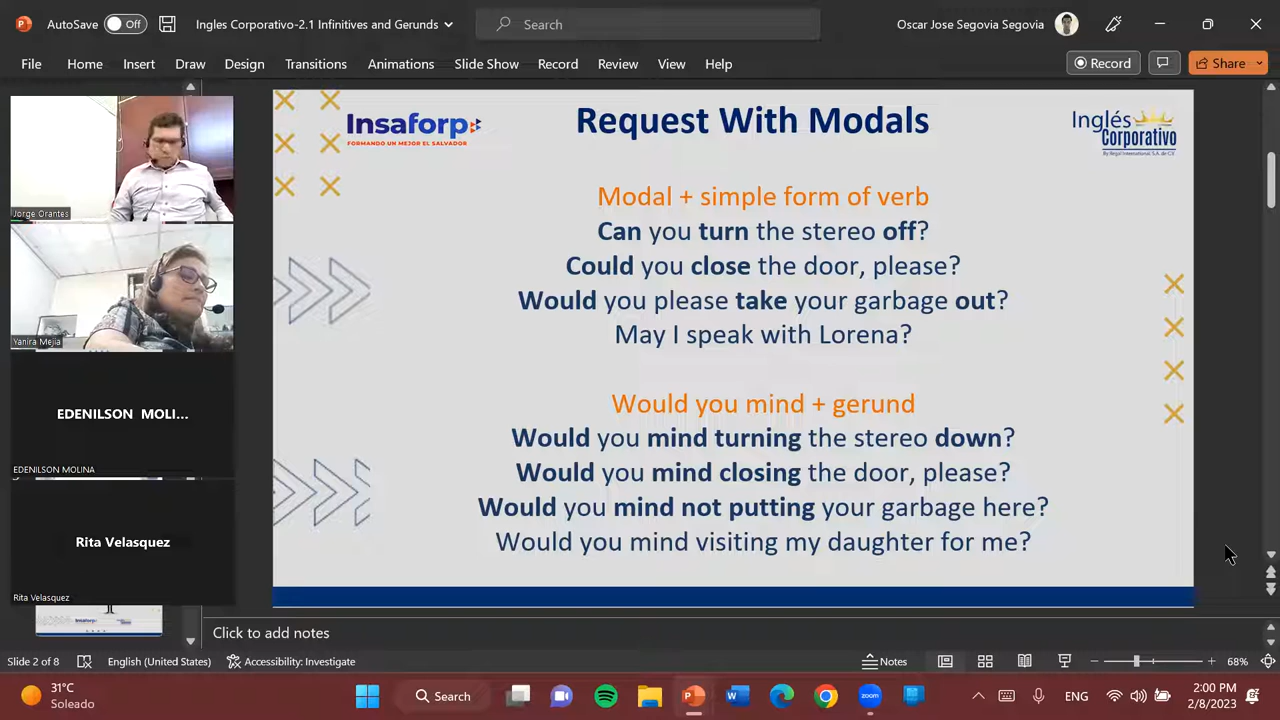 AutoSave Off Ingles Corporativo-2.1 Infinitives and Gerunds Search Oscar Jose Segovia Segovia
File Home Insert Draw Design Transitions Animations Slide Show Record Review View Help Record Share
Jorge Orantes
Yanira Mejia
EDENILSON MOLI...
EDENILSON MOLINA
Rita Velasquez
Rita Velasquez
Insaforp
FORMANDO UN MEJOR EL SALVADOR
Request With Modals
Inglés
Corporativo
By Regal International, S.A. de C.V.
Modal + simple form of verb
Can you turn the stereo off?
Could you close the door, please?
Would you please take your garbage out?
May I speak with Lorena?
Would you mind + gerund
Would you mind turning the stereo down?
Would you mind closing the door, please?
Would you mind not putting your garbage here?
Would you mind visiting my daughter for me?
Insaforp
Click to add notes
Slide 2 of 8 English (United States) Accessibility: Investigate Notes 68%
31°C
Soleado
Search
zoom
ENG
2:00 PM
2/8/2023